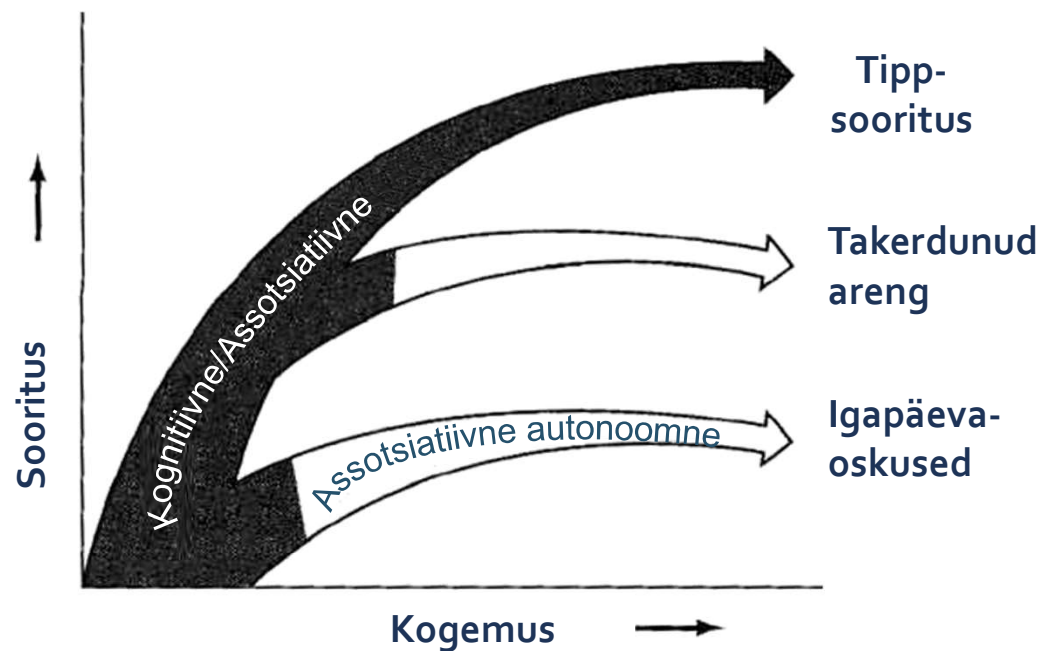 Tipp-
sooritus
Takerdunud
areng
Igapäeva-
oskused
Kognitiivne/Assotsiatiivne
Assotsiatiivne autonoomne
Sooritus
Kogemus